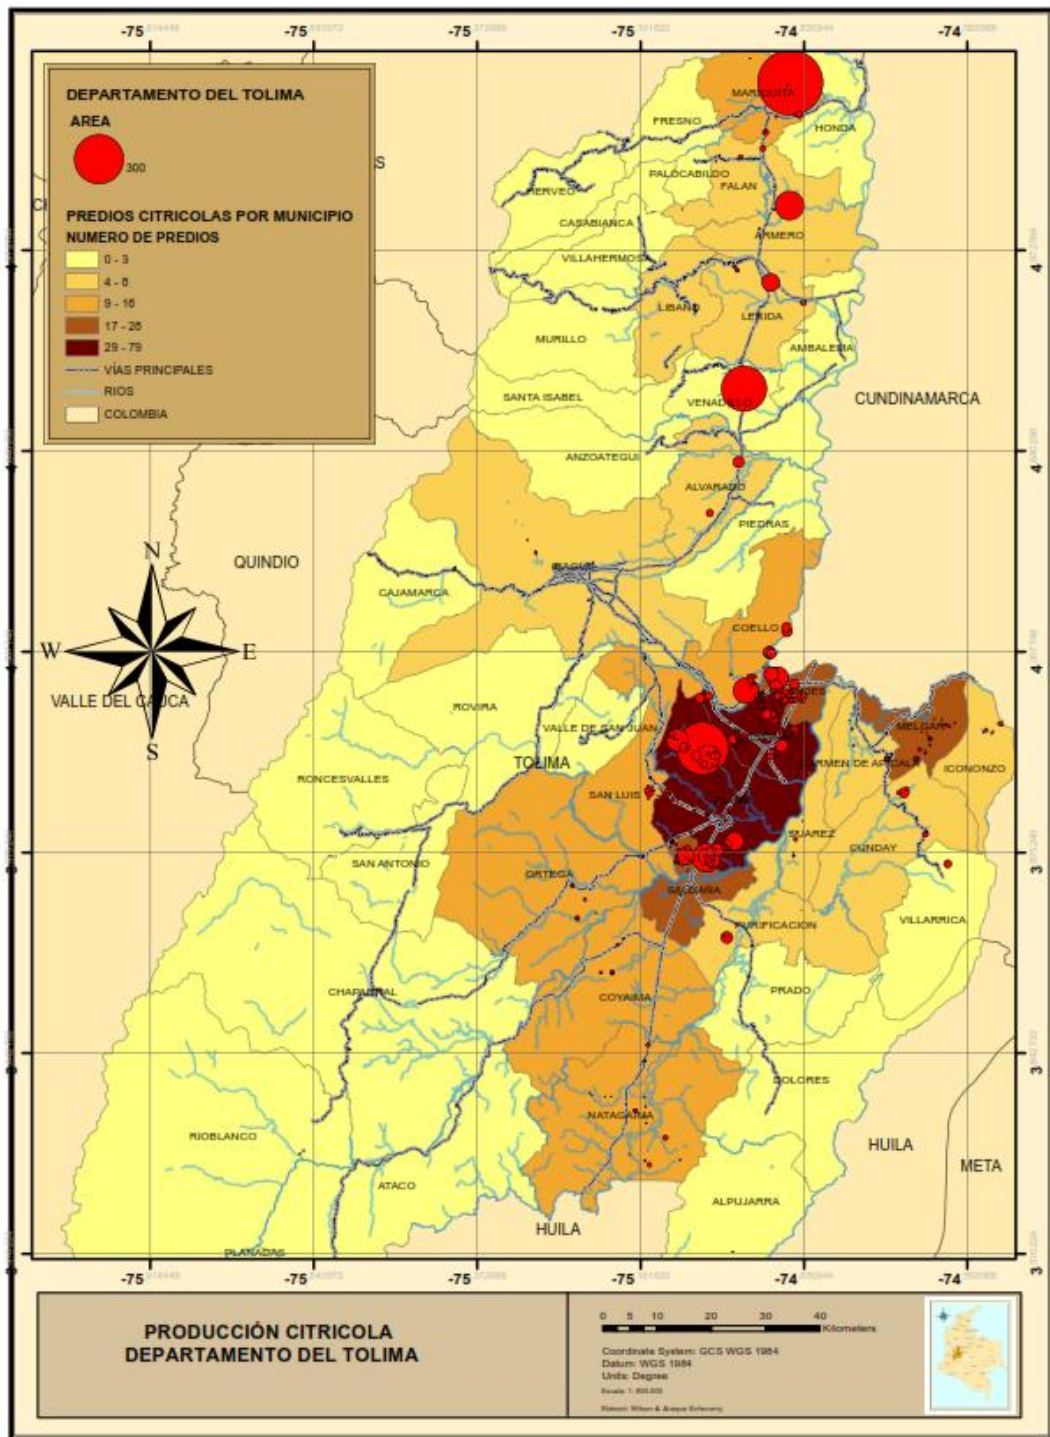 -75 -75 -75 -75 -74 -74
DEPARTAMENTO DEL TOLIMA
AREA
300
PREDIOS CITRICOLAS POR MUNICIPIO
NUMERO DE PREDIOS
0 - 3
4 - 8
9 - 16
17 - 28
29 - 79
VÍAS PRINCIPALES
RIOS
COLOMBIA
MARIQUITA
FRESNO
HONDA
PALOCABILDO
FALAN
HERVEO
CASABIANCA
ARMERO
VILLAHERMOSA
LIBANO
LERIDA
MURILLO
AMBALEMA
SANTA ISABEL
VENADILLO
CUNDINAMARCA
ANZOATEGUI
ALVARADO
PIEDRAS
QUINDIO
CAJAMARCA
COELLO
N
W
E
S
VALLE DEL CAUCA
ROVIRA
VALLE DE SAN JUAN
MELGAR
TOLIMA
CARMEN DE APICALA
ICONONZO
RONCESVALLES
SAN LUIS
SUAREZ
CUNDAY
SAN ANTONIO
ORTEGA
SALDAÑA
VILLARRICA
PURIFICACION
CHAPARRAL
COYAIMA
PRADO
DOLORES
NATAGAIMA
RIOBLANCO
HUILA
META
ATACO
ALPUJARRA
HUILA
PLANADAS
-75 -75 -75 -75 -74 -74
PRODUCCIÓN CITRICOLA
DEPARTAMENTO DEL TOLIMA
0 5 10 20 30 40
Kilometers
Coordinate System: GCS WGS 1984
Datum: WGS 1984
Units: Degree